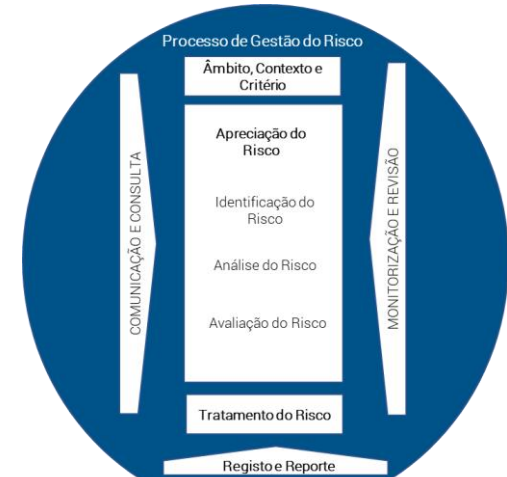 Processo de Gestão do Risco
Âmbito, Contexto e
Critério
COMUNICAÇÃO E CONSULTA
Apreciação do
Risco
Identificação do
Risco
Análise do Risco
Avaliação do Risco
MONITORIZAÇÃO E REVISÃO
Tratamento do Risco
Registo e Reporte